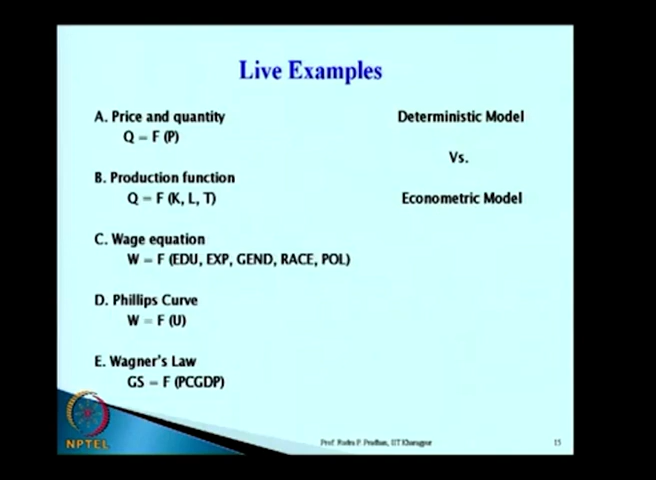 Live Examples
A. Price and quantity
Q = F (P)
B. Production function
Q = F (K, L, T)
C. Wage equation
W = F (EDU, EXP, GEND, RACE, POL)
D. Phillips Curve
W = F (U)
E. Wagner's Law
GS = F (PCGDP)
Deterministic Model
Vs.
Econometric Model
NPTEL
Prof. Rudra P. Pradhan, IIT Kharagpur
15